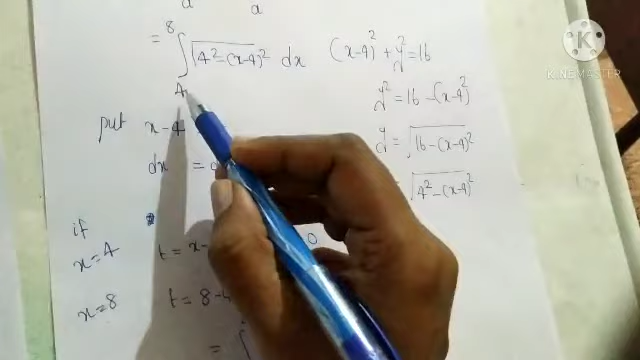 a a
= ∫₄⁸ √(4²-(x-4)²) dx (x-4)² + y² = 16
y² = 16 - (x-4)²
put x-4
y = √(16-(x-4)²)
dx =
= √(4²-(x-4)²)
if
x=4 t = x- 0
x=8 t = 8-4
= ∫
KINEMASTER